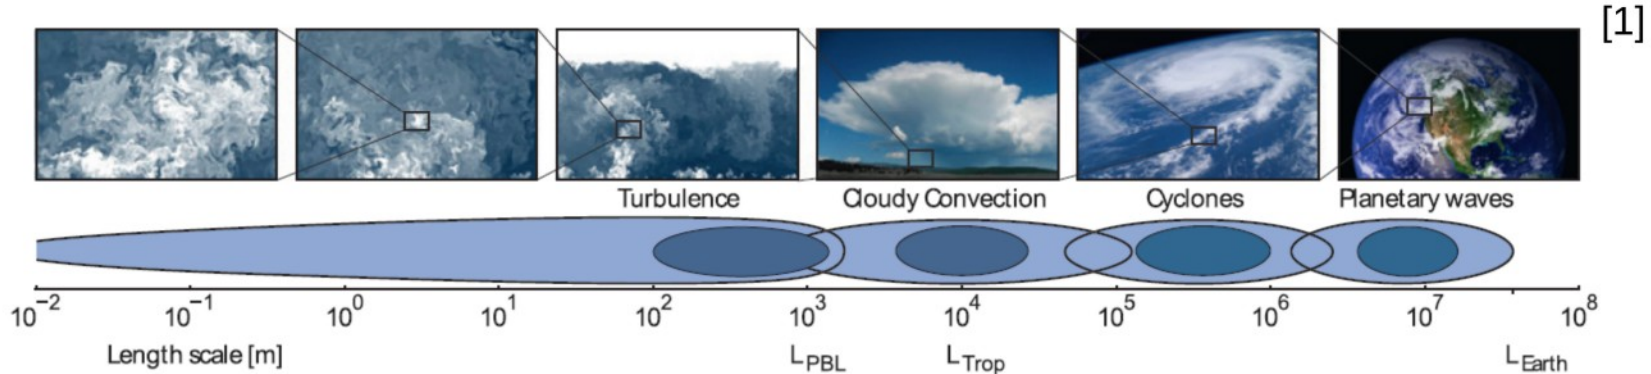 [1]
Turbulence Cloudy Convection Cyclones Planetary waves
10⁻² 10⁻¹ 10⁰ 10¹ 10² 10³ 10⁴ 10⁵ 10⁶ 10⁷ 10⁸
Length scale [m] L_PBL L_Trop L_Earth